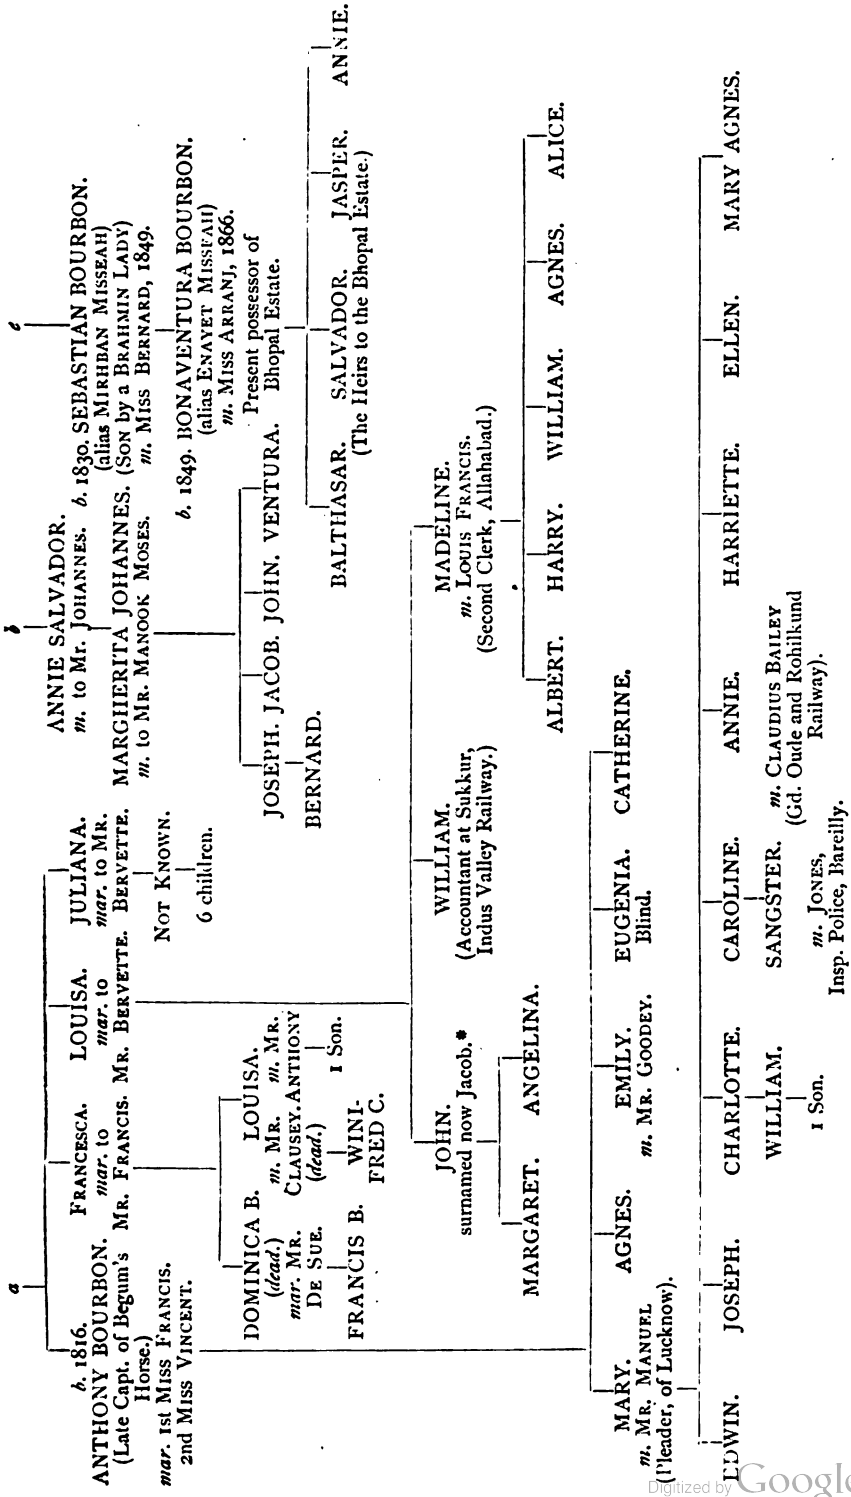 a
b. 1816.
ANTHONY BOURBON.
(Late Capt. of Begum's
Horse.)
mar. 1st MISS FRANCIS.
2nd MISS VINCENT.
FRANCESCA.
mar. to
MR. FRANCIS.
LOUISA.
mar. to
MR. BERVETTE.
JULIANA.
mar. to MR.
BERVETTE.
NOT KNOWN.
6 children.
b
ANNIE SALVADOR.
m. to Mr. JOHANNES.
MARGHERITA JOHANNES.
m. to MR. MANOOK MOSES.
c
b. 1830. SEBASTIAN BOURBON.
(alias MIRHBAN MISSEAH)
(SON by a BRAHMIN LADY)
m. MISS BERNARD, 1849.
b. 1849. BONAVENTURA BOURBON.
(alias ENAYET MISSEAH)
m. MISS ARRANJ, 1866.
Present possessor of
Bhopal Estate.
JOSEPH. JACOB. JOHN. VENTURA.
BERNARD.
BALTHASAR. SALVADOR. JASPER. ANNIE.
(The Heirs to the Bhopal Estate.)
DOMINICA B.
(dead.)
mar. MR.
DE SUE.
FRANCIS B.
LOUISA.
m. MR. m. MR.
CLAUSEY. ANTHONY
(dead.)
1 Son.
WINI-
FRED C.
JOHN.
surnamed now Jacob.*
WILLIAM.
(Accountant at Sukkur,
Indus Valley Railway.)
MADELINE.
m. LOUIS FRANCIS.
(Second Clerk, Allahabad.)
MARGARET. ANGELINA.
ALBERT. HARRY. WILLIAM. AGNES. ALICE.
MARY.
m. MR. MANUEL
(Pleader, of Lucknow).
AGNES.
EMILY.
m. MR. GOODEY.
EUGENIA.
Blind.
CATHERINE.
EDWIN. JOSEPH. CHARLOTTE. CAROLINE. ANNIE. HARRIETTE. ELLEN. MARY AGNES.
WILLIAM.
1 Son.
SANGSTER.
m. JONES,
Insp. Police, Bareilly.
m. CLAUDIUS BAILEY
(Gd. Oude and Rohilkund
Railway).
Digitized by Google